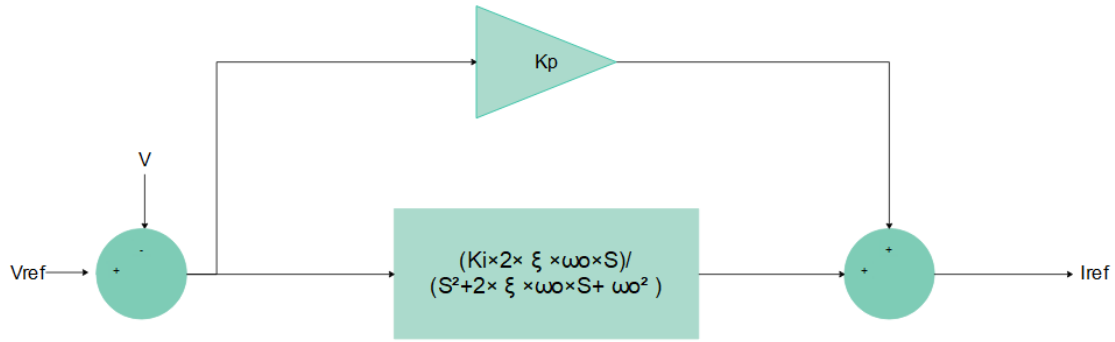 Kp
V
-
+
Vref
(Ki×2× ξ ×ωo×S)/
(S²+2× ξ ×ωo×S+ ωo² )
+
+
Iref